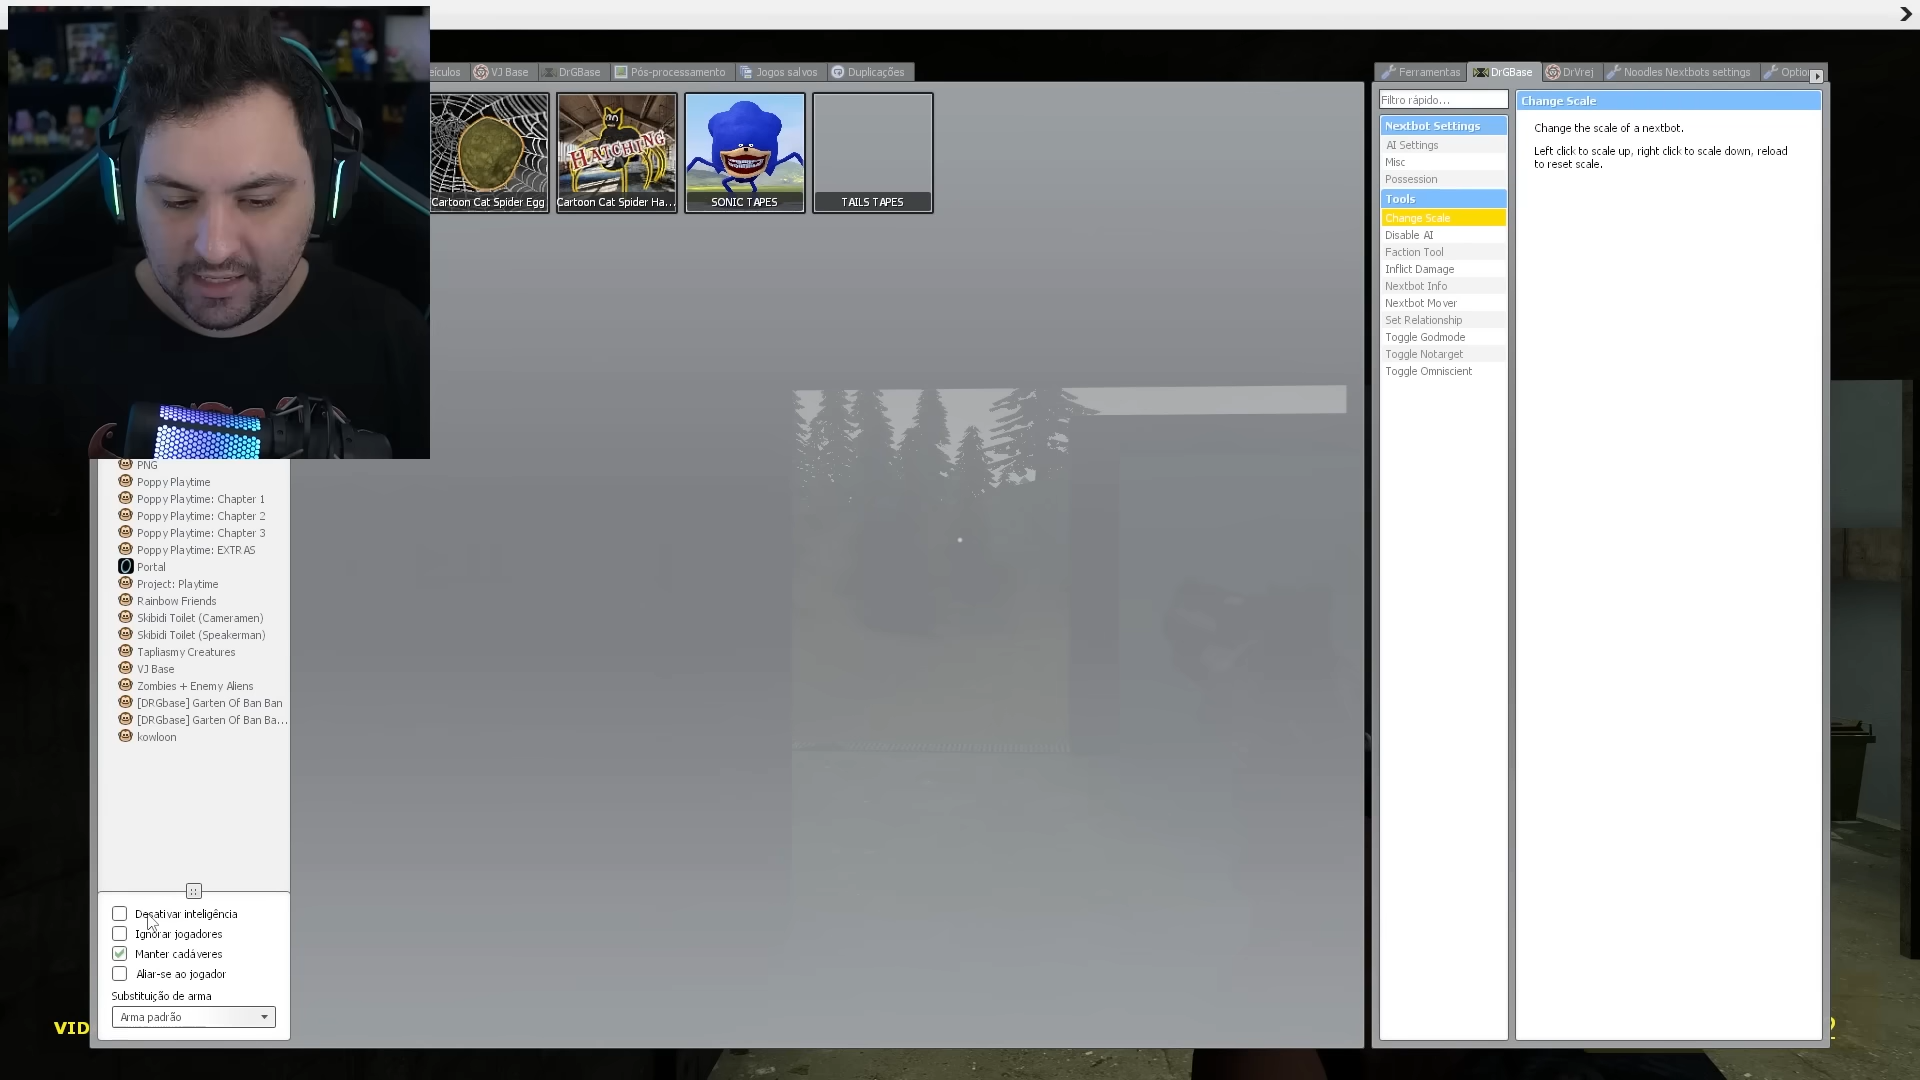 eículos
VJ Base
DrGBase
Pós-processamento
Jogos salvos
Duplicações
Cartoon Cat Spider Egg
HATCHING
Cartoon Cat Spider Ha...
SONIC TAPES
TAILS TAPES
PNG
Poppy Playtime
Poppy Playtime: Chapter 1
Poppy Playtime: Chapter 2
Poppy Playtime: Chapter 3
Poppy Playtime: EXTRAS
Portal
Project: Playtime
Rainbow Friends
Skibidi Toilet (Cameramen)
Skibidi Toilet (Speakerman)
Tapliasmy Creatures
VJ Base
Zombies + Enemy Aliens
[DRGbase] Garten Of Ban Ban
[DRGbase] Garten Of Ban Ba...
kowloon
Desativar inteligência
Ignorar jogadores
Manter cadáveres
Aliar-se ao jogador
Substituição de arma
Arma padrão
VID
Ferramentas
DrGBase
DrVrej
Noodles Nextbots settings
Optio
Filtro rápido...
Nextbot Settings
AI Settings
Misc
Possession
Tools
Change Scale
Disable AI
Faction Tool
Inflict Damage
Nextbot Info
Nextbot Mover
Set Relationship
Toggle Godmode
Toggle Notarget
Toggle Omniscient
Change Scale
Change the scale of a nextbot.
Left click to scale up, right click to scale down, reload
to reset scale.